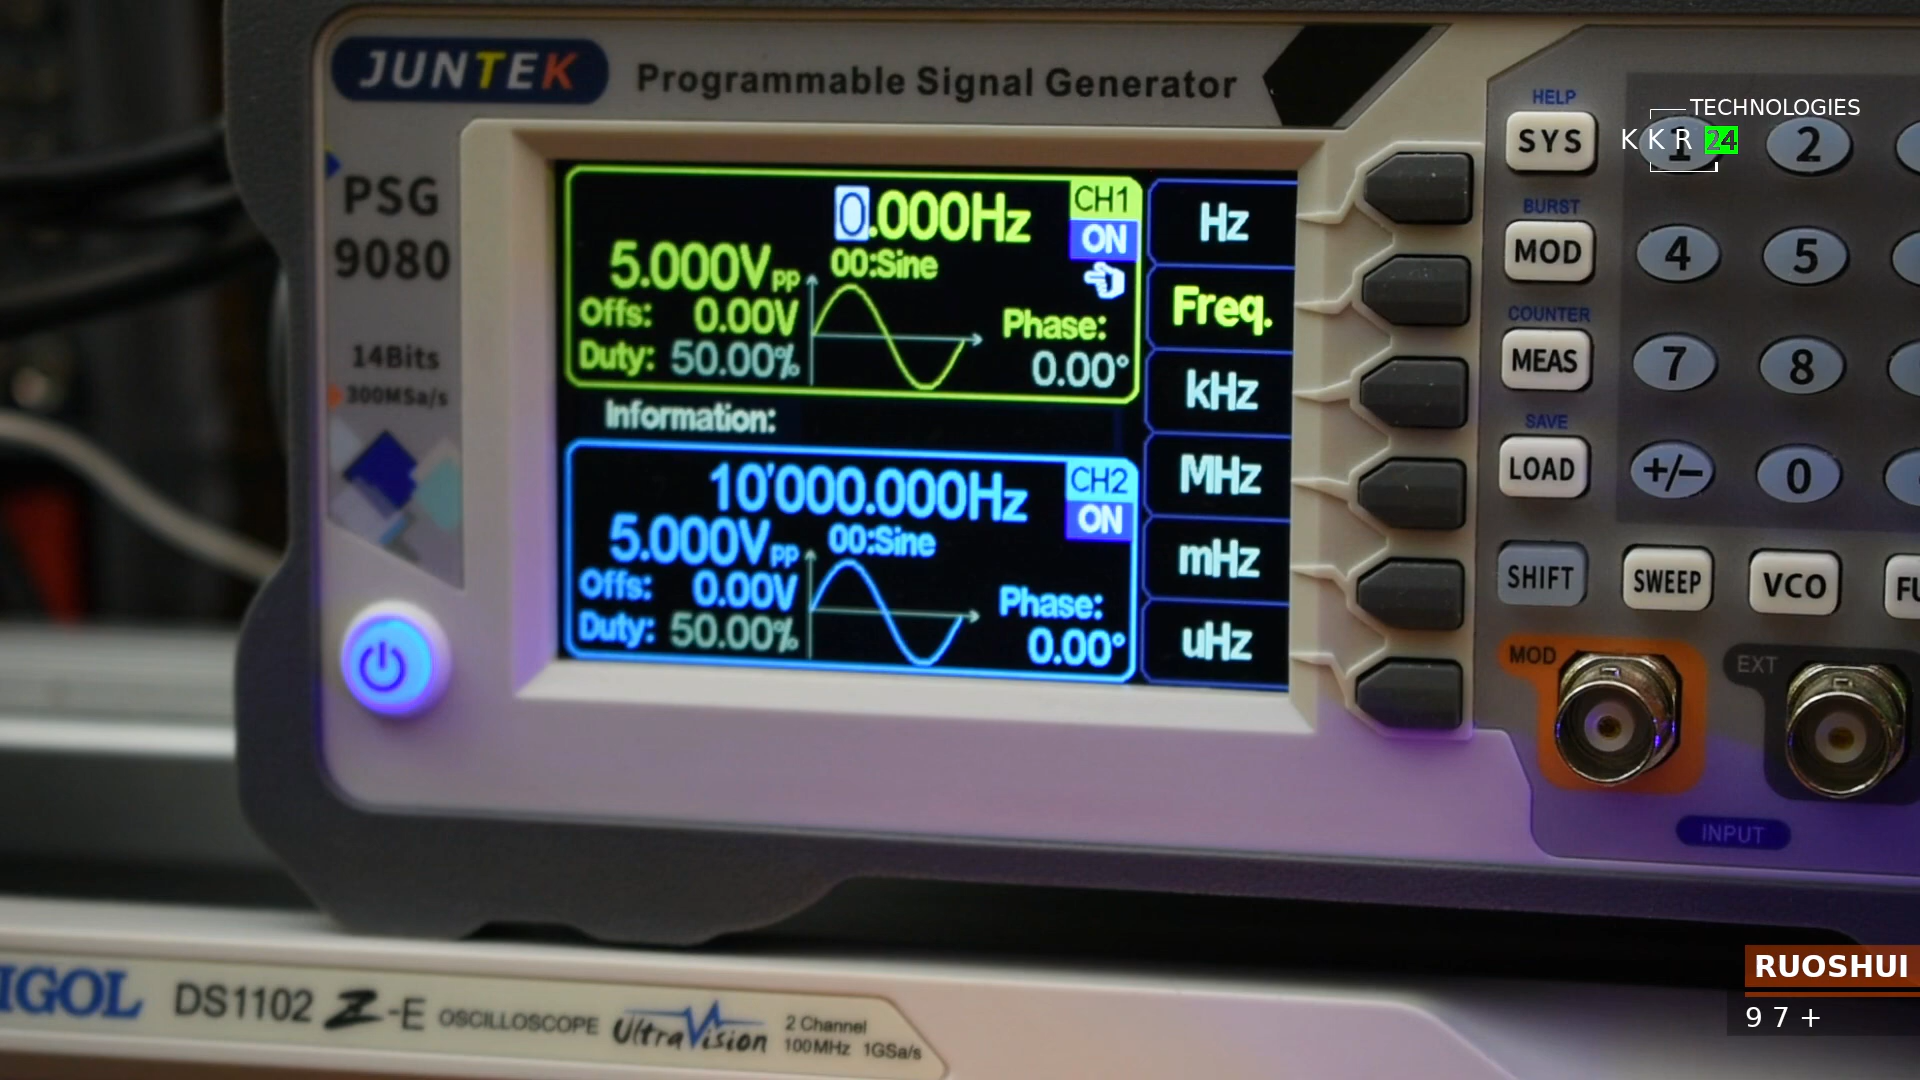 JUNTEK Programmable Signal Generator
PSG
9080
14Bits
300MSa/s
0.000Hz
CH1
ON
5.000Vpp
00:Sine
Offs: 0.00V
Phase:
Duty: 50.00%
0.00°
Information:
10'000.000Hz
CH2
ON
5.000Vpp
00:Sine
Offs: 0.00V
Phase:
Duty: 50.00%
0.00°
Hz
Freq.
kHz
MHz
mHz
uHz
HELP
SYS
1
2
BURST
MOD
4
5
COUNTER
MEAS
7
8
SAVE
LOAD
+/-
0
SHIFT
SWEEP
VCO
MOD
EXT
INPUT
TECHNOLOGIES
KKR 24
IGOL DS1102 Z-E OSCILLOSCOPE UltraVision
2 Channel
100MHz 1GSa/s
RUOSHUI
97+